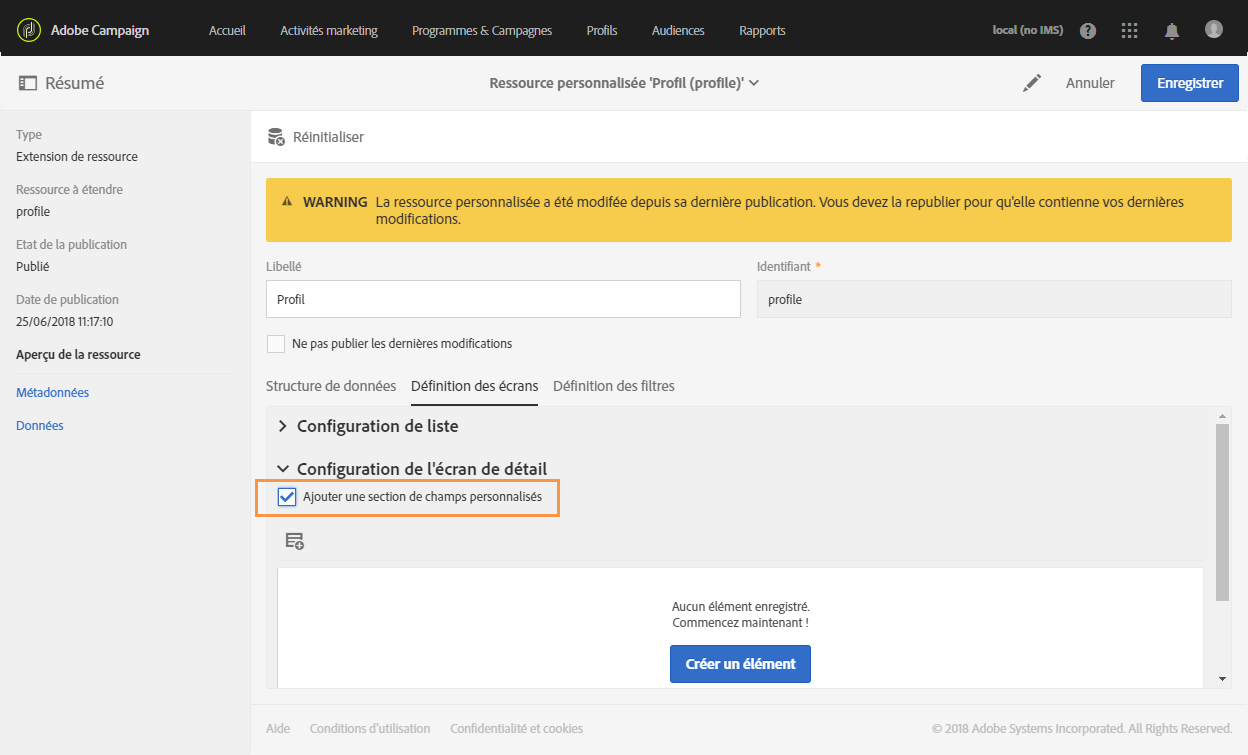 Adobe Campaign
Accueil
Activités marketing
Programmes & Campagnes
Profils
Audiences
Rapports
local (no IMS)
Résumé
Ressource personnalisée 'Profil (profile)'
Annuler
Enregistrer
Type
Extension de ressource
Ressource à étendre
profile
Etat de la publication
Publié
Date de publication
25/06/2018 11:17:10
Aperçu de la ressource
Métadonnées
Données
Réinitialiser
WARNING La ressource personnalisée a été modifée depuis sa dernière publication. Vous devez la republier pour qu'elle contienne vos dernières
modifications.
Libellé
Profil
Identifiant *
profile
Ne pas publier les dernières modifications
Structure de données
Définition des écrans
Définition des filtres
Configuration de liste
Configuration de l'écran de détail
Ajouter une section de champs personnalisés
Aucun élément enregistré.
Commencez maintenant !
Créer un élément
Aide
Conditions d'utilisation
Confidentialité et cookies
© 2018 Adobe Systems Incorporated. All Rights Reserved.